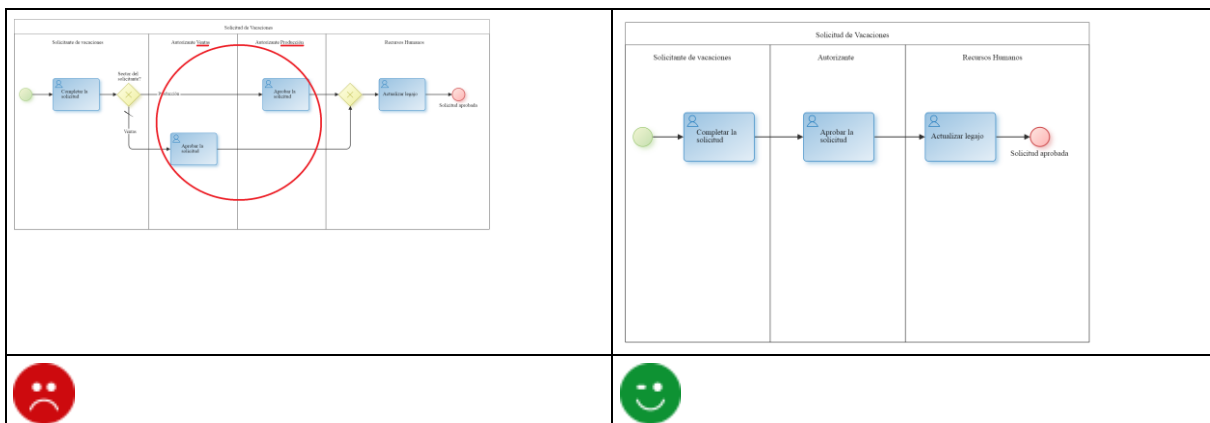 Solicitud de Vacaciones
Solicitante de vacaciones
Autorizante Ventas
Autorizante Producción
Recursos Humanos
Sector del
solicitante?
Completar la
solicitud
Producción
Aprobar la
solicitud
Actualizar legajo
Solicitud aprobada
Ventas
Aprobar la
solicitud
Solicitud de Vacaciones
Solicitante de vacaciones
Autorizante
Recursos Humanos
Completar la
solicitud
Aprobar la
solicitud
Actualizar legajo
Solicitud aprobada